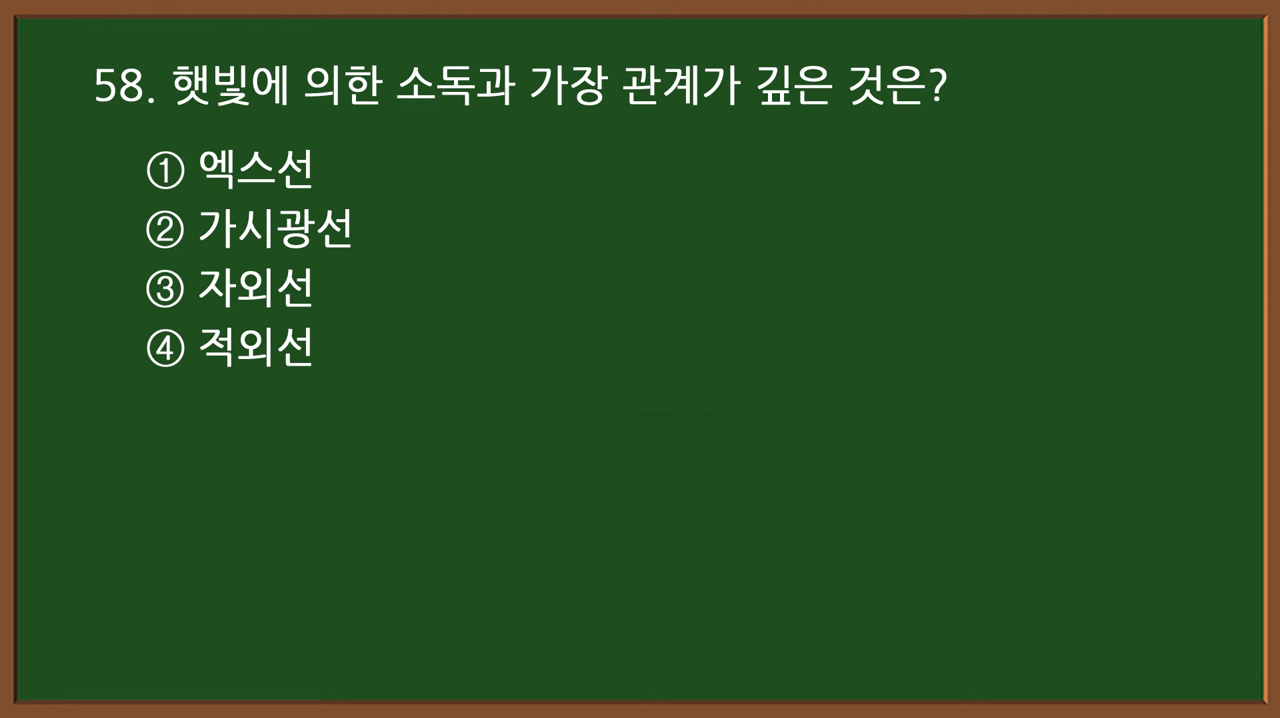 58. 햇빛에 의한 소독과 가장 관계가 깊은 것은?
① 엑스선
② 가시광선
③ 자외선
④ 적외선